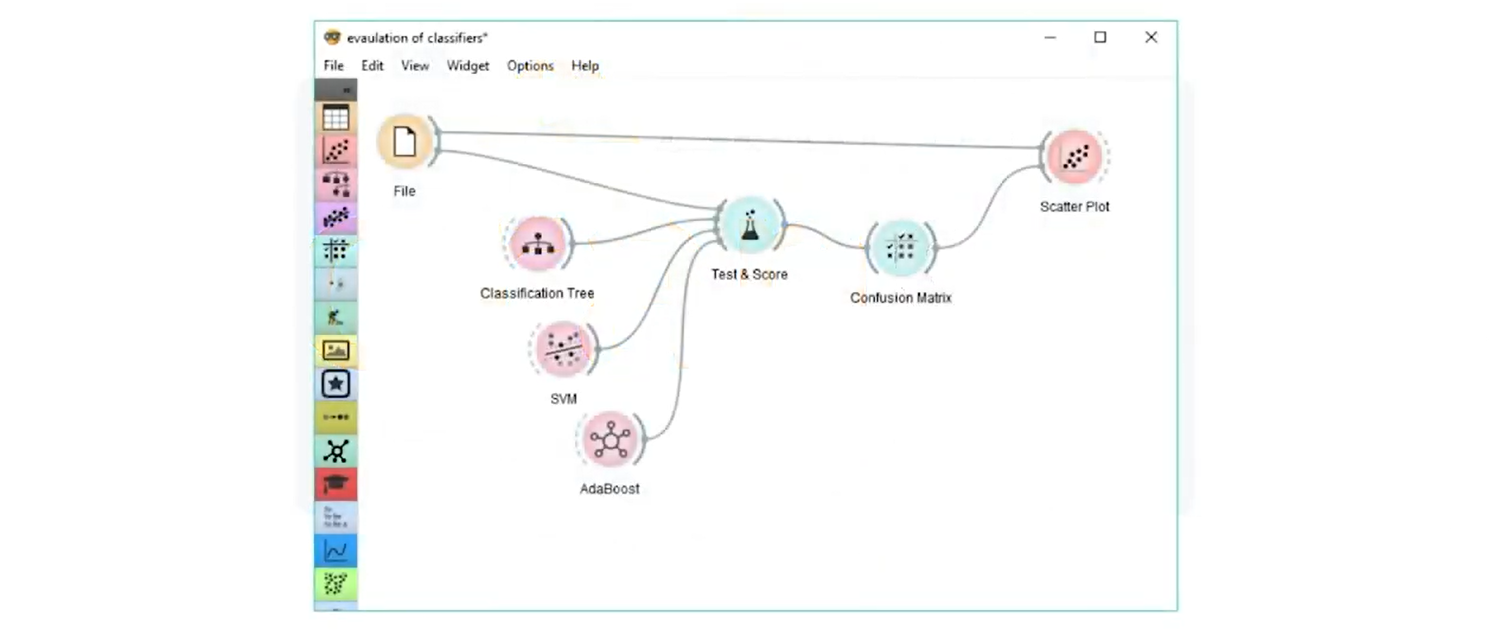 evaulation of classifiers*
File Edit View Widget Options Help
File
Scatter Plot
Test & Score
Classification Tree
Confusion Matrix
SVM
AdaBoost